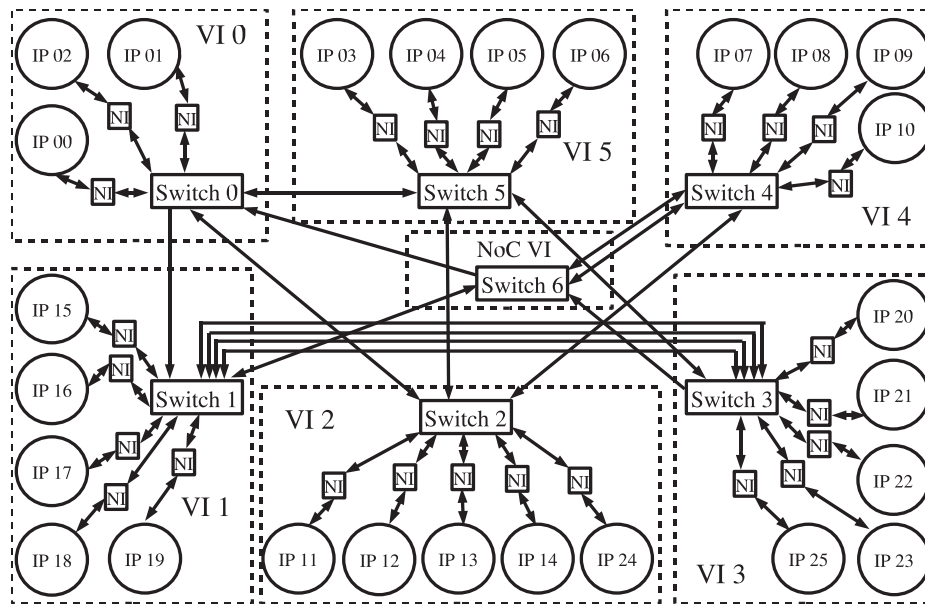 IP 02
IP 01
VI 0
IP 00
NI
NI
NI
Switch 0
IP 03
IP 04
IP 05
IP 06
NI
NI
NI
NI
VI 5
Switch 5
IP 07
IP 08
IP 09
IP 10
NI
NI
NI
NI
Switch 4
VI 4
NoC VI
Switch 6
IP 15
NI
IP 16
NI
Switch 1
IP 17
NI
NI
NI
IP 18
IP 19
VI 1
VI 2
Switch 2
NI
NI
NI
NI
NI
IP 11
IP 12
IP 13
IP 14
IP 24
IP 20
NI
Switch 3
IP 21
NI
NI
IP 22
NI
NI
IP 25
IP 23
VI 3